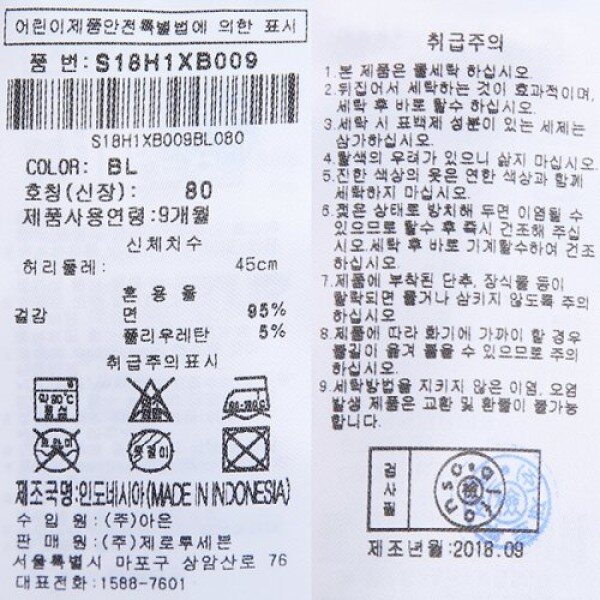 어린이제품안전특별법에 의한 표시
품 번: S18H1XB009
S18H1XB009BL080
COLOR: BL
호칭(신장): 80
제품사용연령: 9개월
신체치수
허리둘레: 45cm
혼용율
겉감 면 95%
폴리우레탄 5%
취급주의표시
약30℃
중성
80-120℃
드라이
옷걸이
제조국명:인도네시아(MADE IN INDONESIA)
수 입 원 : (주)아은
판 매 원 : (주)제로투세븐
서울특별시 마포구 상암산로 76
대표전화 : 1588-7601
취급주의
1.본 제품은 물세탁 하십시오.
2.뒤집어서 세탁하는 것이 효과적이며,
세탁 후 바로 탈수 하십시오.
3.세탁 시 표백제 성분이 있는 세제는
삼가하십시오.
4.탈색의 우려가 있으니 삶지 마십시오.
5.진한 색상의 옷은 연한 색상과 함께
세탁하지 마십시오.
6.젖은 상태로 방치해 두면 이염될 수
있으므로 탈수 후 즉시 건조해 주십
시오.세탁 후 바로 기계탈수하여 건조
하십시오.
7.제품에 부착된 단추, 장식물 등이
탈락되면 물거나 삼키지 않도록 주의
하십시오
8.제품에 따라 화기에 가까이 할 경우
불길이 옮겨 붙을 수 있으므로 주의
하십시오.
9.세탁방법을 지키지 않은 이염, 오염
발생 제품은 교환 및 환불이 불가능
합니다.
검사필
제조년월:2018.09